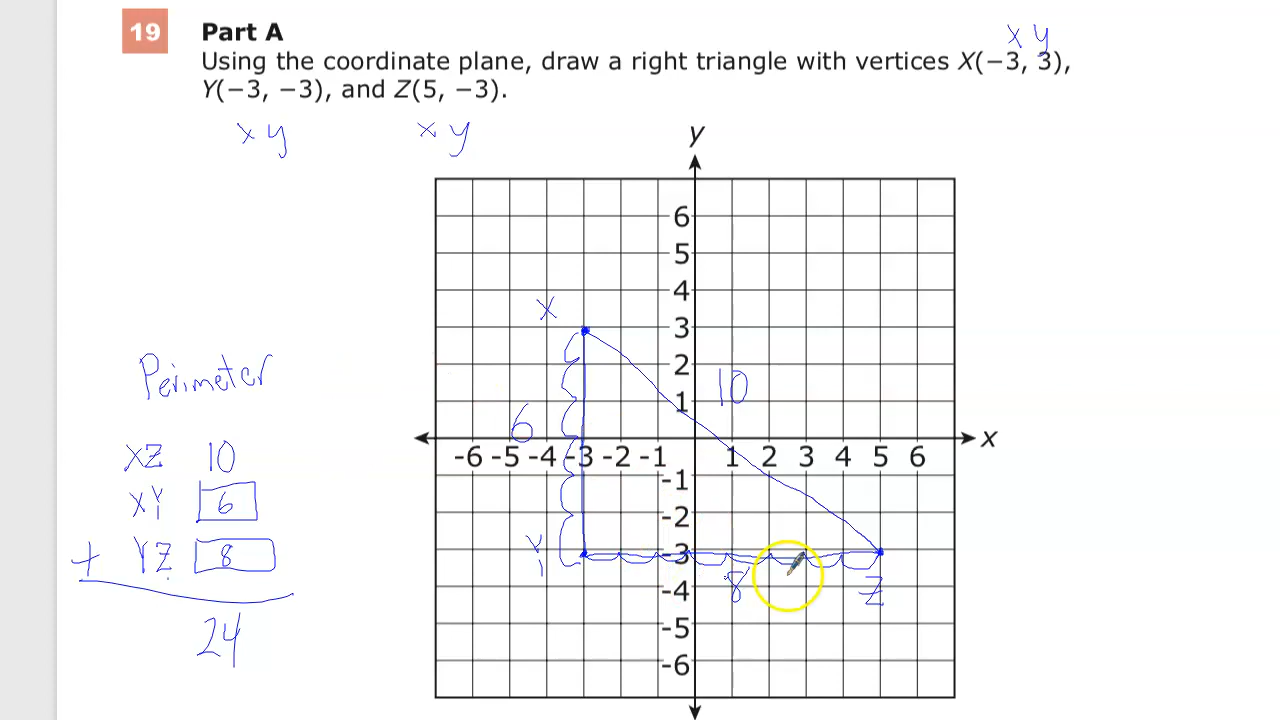 19 Part A
x y
Using the coordinate plane, draw a right triangle with vertices X(−3, 3),
Y(−3, −3), and Z(5, −3).
x y x y
y
6
5
4
X
3
2
Perimeter
10
1
6
x
-6 -5 -4 -3 -2 -1 1 2 3 4 5 6
XZ 10
-1
XY 6
-2
Y
-3
+ YZ 8
-4
8 Z
-5
24
-6